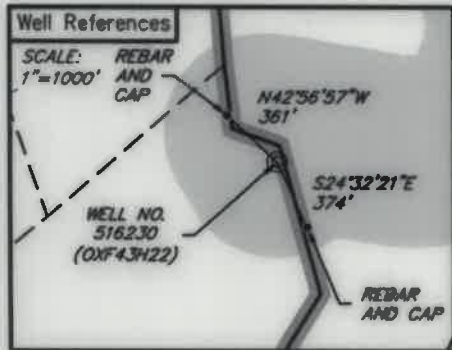 Well References
SCALE:
1"=1000'
REBAR
AND
CAP
N42°56'57"W
361'
S24°32'21"E
374'
WELL NO.
516230
(OXF43H22)
REBAR
AND CAP